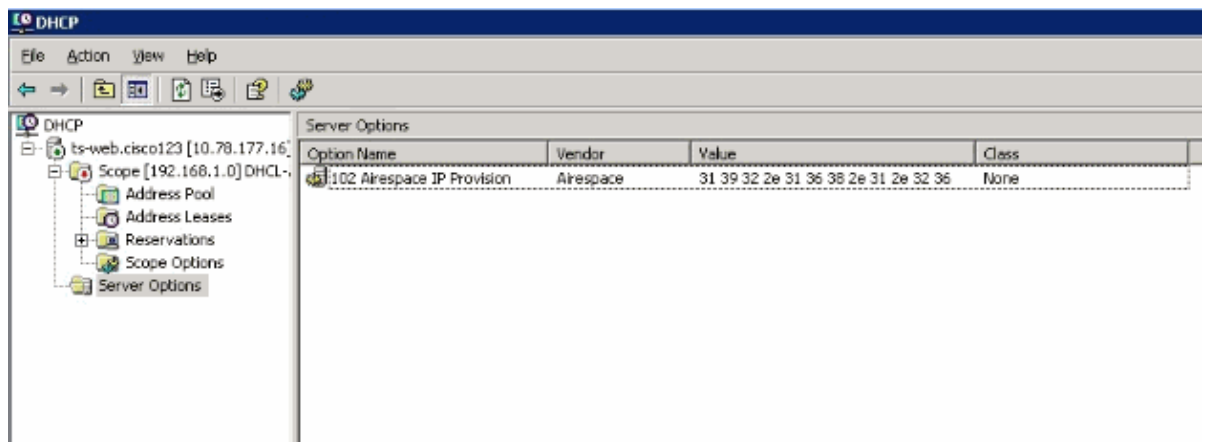 DHCP
File Action View Help
DHCP
ts-web.cisco123 [10.78.177.16]
Scope [192.168.1.0] DHCL-.
Address Pool
Address Leases
Reservations
Scope Options
Server Options
Server Options
Option Name Vendor Value Class
102 Airespace IP Provision Airespace 31 39 32 2e 31 36 38 2e 31 2e 32 36 None